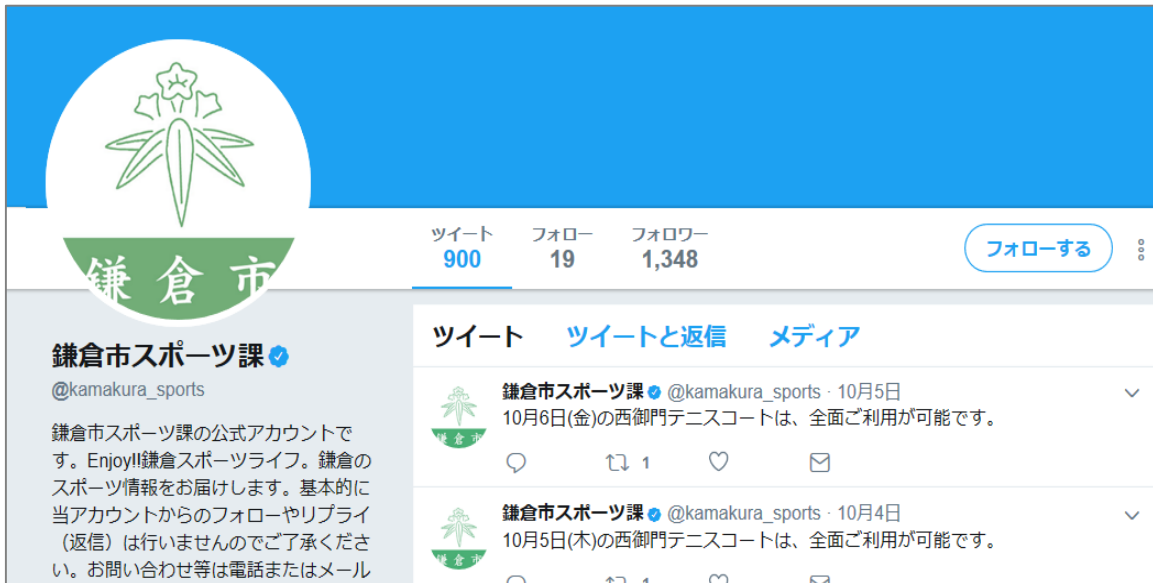 鎌倉市
ツイート
900
フォロー
19
フォロワー
1,348
フォローする
鎌倉市スポーツ課
@kamakura_sports
鎌倉市スポーツ課の公式アカウントで
す。Enjoy!!鎌倉スポーツライフ。鎌倉の
スポーツ情報をお届けします。基本的に
当アカウントからのフォローやリプライ
（返信）は行いませんのでご了承くださ
い。お問い合わせ等は電話またはメール
ツイート ツイートと返信 メディア
鎌倉市
鎌倉市スポーツ課 @kamakura_sports · 10月5日
10月6日(金)の西御門テニスコートは、全面ご利用が可能です。
1
鎌倉市
鎌倉市スポーツ課 @kamakura_sports · 10月4日
10月5日(木)の西御門テニスコートは、全面ご利用が可能です。
1